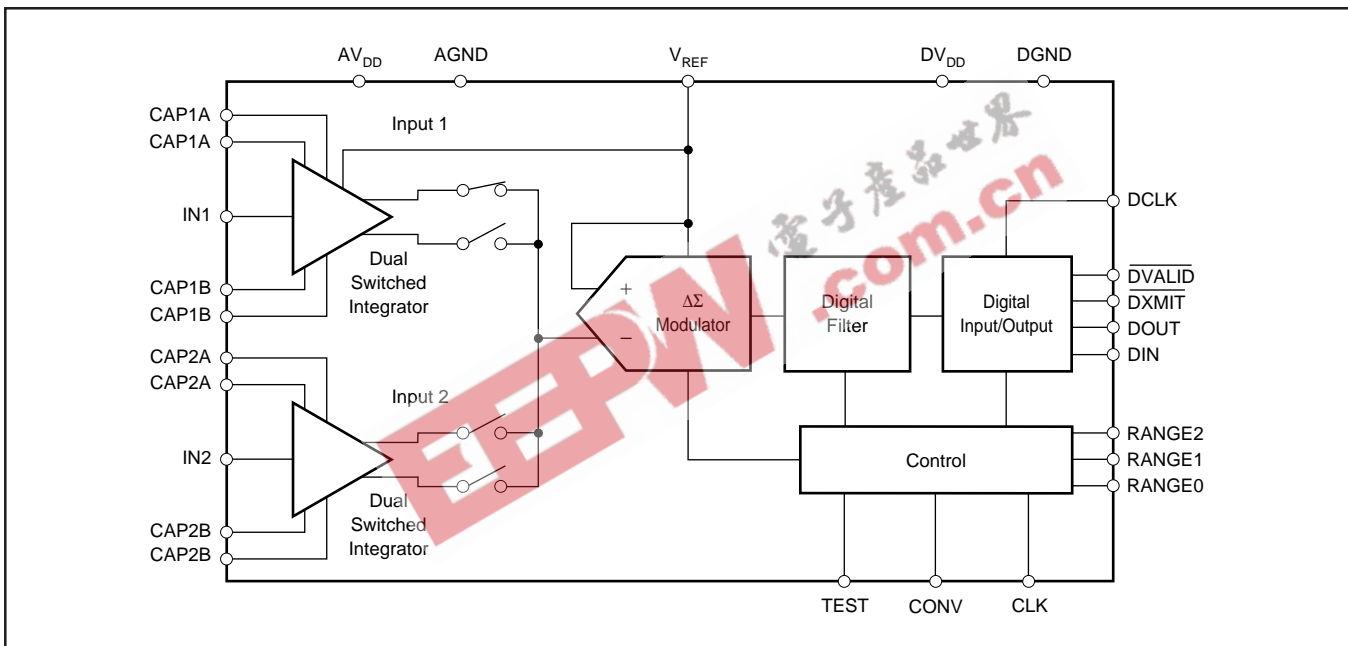 AVDD
AGND
VREF
DVDD
DGND
CAP1A
CAP1A
Input 1
IN1
DCLK
Dual
Switched
Integrator
CAP1B
CAP1B
+
−
ΔΣ
Modulator
Digital
Filter
Digital
Input/Output
DVALID
DXMIT
DOUT
DIN
CAP2A
CAP2A
Input 2
IN2
Dual
Switched
Integrator
CAP2B
CAP2B
Control
RANGE2
RANGE1
RANGE0
TEST
CONV
CLK
EEPW
.com.cn
電子產品世界